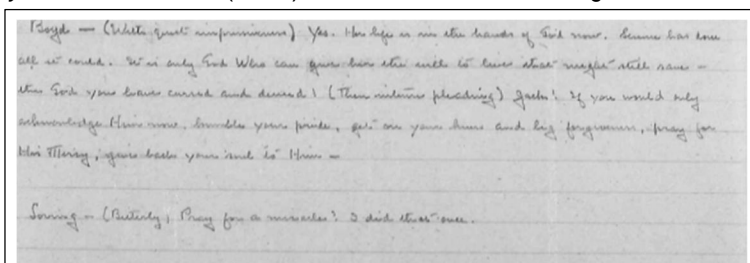 Boyd — (With quiet impressiveness) Yes. Her life is in the hands of God now. Science has done
all it could. It is only God Who can give her the will to live that might still save —
the God you have cursed and denied! (Then intense pleading) Jack! If you would only
acknowledge Him now, humble your pride, get on your knees and beg forgiveness, pray for
His Mercy, give back your soul to Him —
Loving — (Bitterly) Pray for a miracle? I did that once.